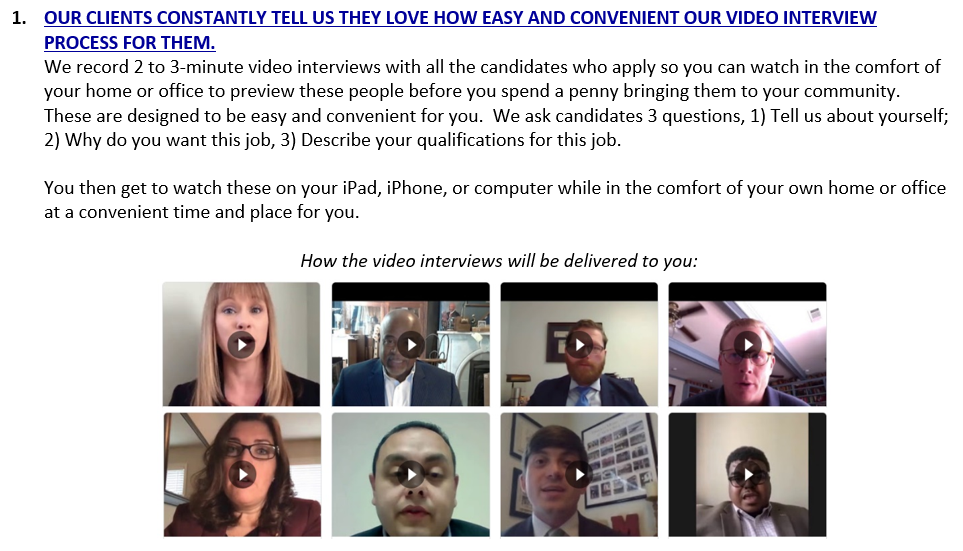 1. OUR CLIENTS CONSTANTLY TELL US THEY LOVE HOW EASY AND CONVENIENT OUR VIDEO INTERVIEW
PROCESS FOR THEM.
We record 2 to 3-minute video interviews with all the candidates who apply so you can watch in the comfort of
your home or office to preview these people before you spend a penny bringing them to your community.
These are designed to be easy and convenient for you.  We ask candidates 3 questions, 1) Tell us about yourself;
2) Why do you want this job, 3) Describe your qualifications for this job.
You then get to watch these on your iPad, iPhone, or computer while in the comfort of your own home or office
at a convenient time and place for you.
How the video interviews will be delivered to you:
M